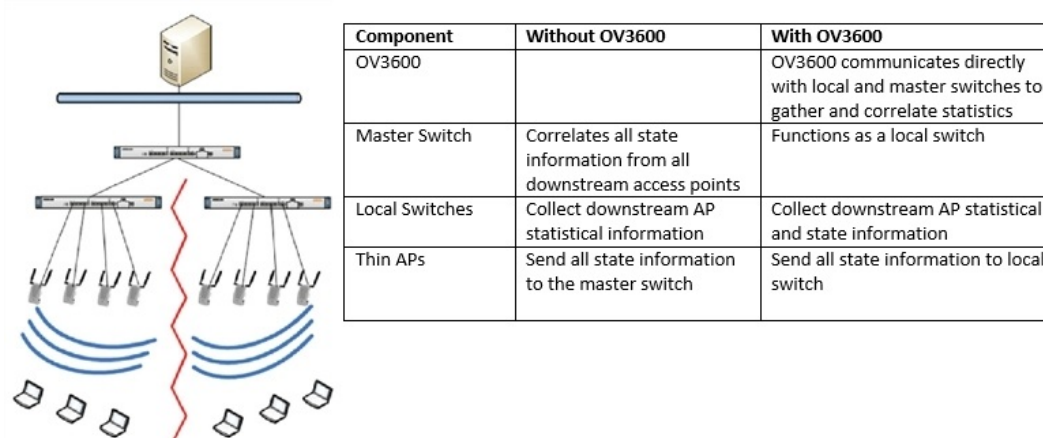 Component Without OV3600 With OV3600
OV3600 OV3600 communicates directly
with local and master switches to
gather and correlate statistics
Master Switch Correlates all state Functions as a local switch
information from all
downstream access points
Local Switches Collect downstream AP Collect downstream AP statistical
statistical information and state information
Thin APs Send all state information Send all state information to local
to the master switch switch